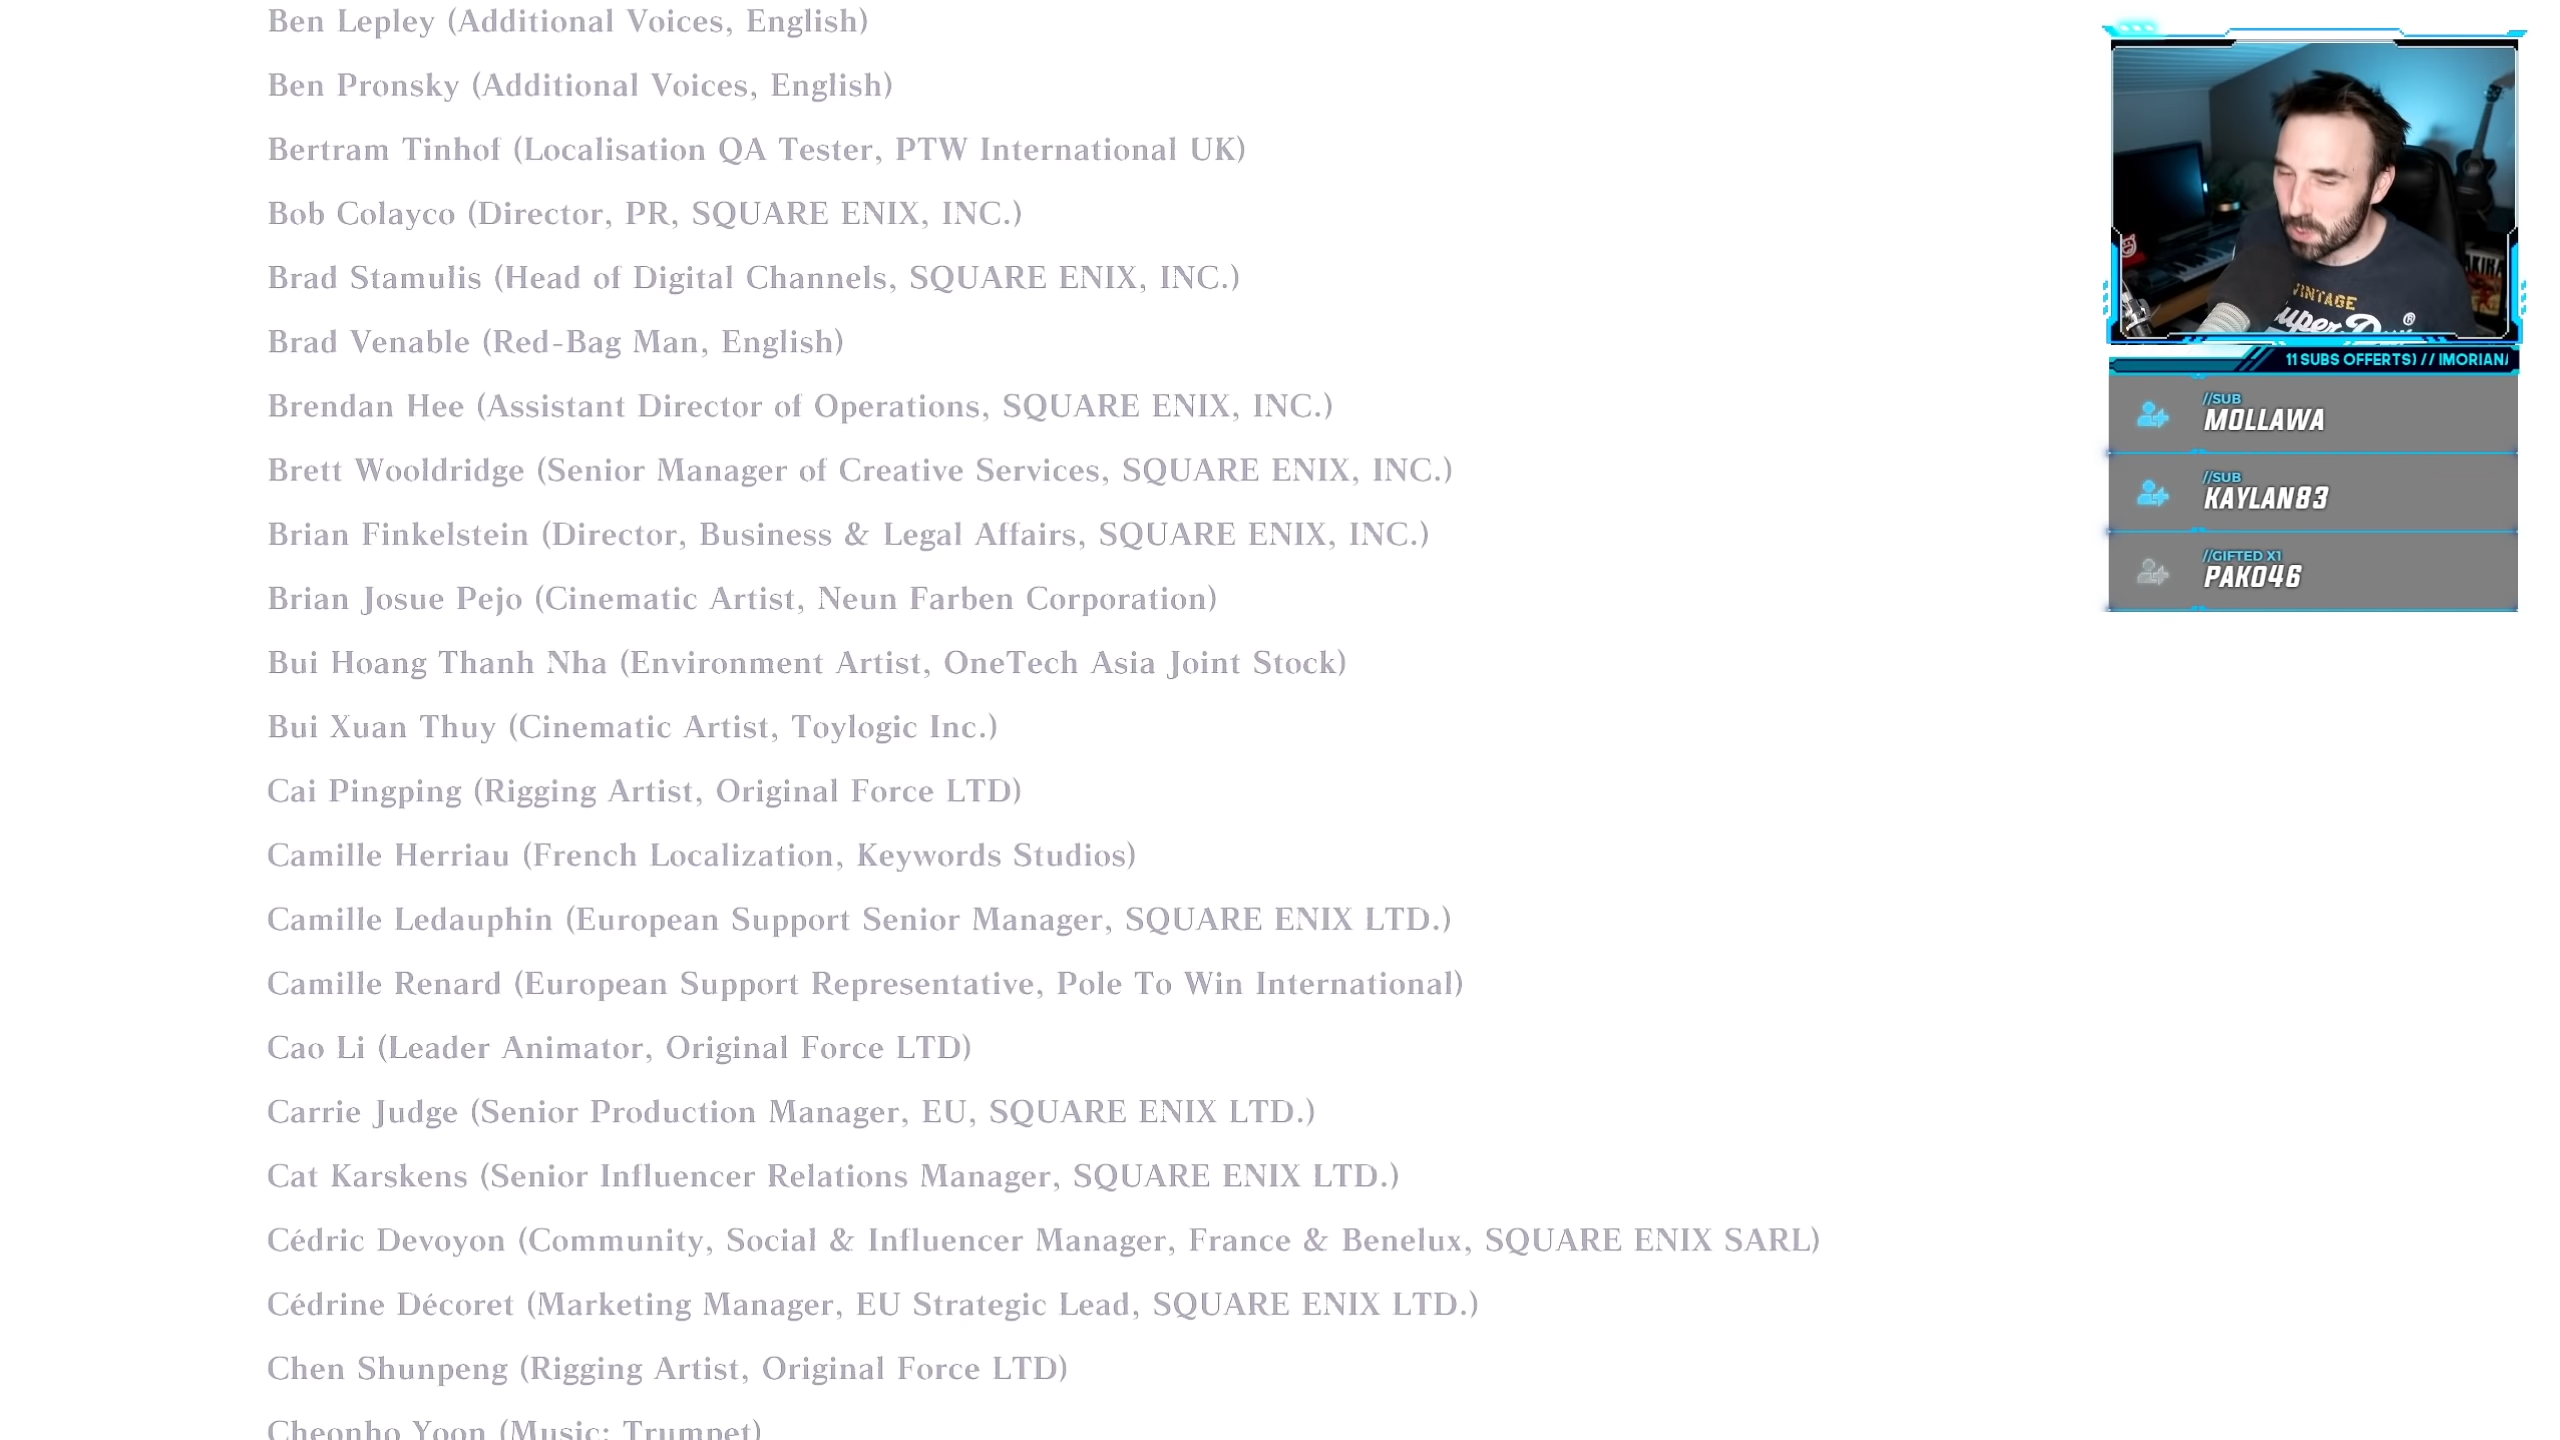 Ben Lepley (Additional Voices, English)
Ben Pronsky (Additional Voices, English)
Bertram Tinhof (Localisation QA Tester, PTW International UK)
Bob Colayco (Director, PR, SQUARE ENIX, INC.)
Brad Stamulis (Head of Digital Channels, SQUARE ENIX, INC.)
Brad Venable (Red-Bag Man, English)
Brendan Hee (Assistant Director of Operations, SQUARE ENIX, INC.)
Brett Wooldridge (Senior Manager of Creative Services, SQUARE ENIX, INC.)
Brian Finkelstein (Director, Business & Legal Affairs, SQUARE ENIX, INC.)
Brian Josue Pejo (Cinematic Artist, Neun Farben Corporation)
Bui Hoang Thanh Nha (Environment Artist, OneTech Asia Joint Stock)
Bui Xuan Thuy (Cinematic Artist, Toylogic Inc.)
Cai Pingping (Rigging Artist, Original Force LTD)
Camille Herriau (French Localization, Keywords Studios)
Camille Ledauphin (European Support Senior Manager, SQUARE ENIX LTD.)
Camille Renard (European Support Representative, Pole To Win International)
Cao Li (Leader Animator, Original Force LTD)
Carrie Judge (Senior Production Manager, EU, SQUARE ENIX LTD.)
Cat Karskens (Senior Influencer Relations Manager, SQUARE ENIX LTD.)
Cédric Devoyon (Community, Social & Influencer Manager, France & Benelux, SQUARE ENIX SARL)
Cédrine Décoret (Marketing Manager, EU Strategic Lead, SQUARE ENIX LTD.)
Chen Shunpeng (Rigging Artist, Original Force LTD)
Cheonho Yoon (Music: Trumpet)
VINTAGE
®
11 SUBS OFFERTS) // IMORIAN
//SUB
MOLLAWA
//SUB
KAYLAN83
//GIFTED X1
PAKO46